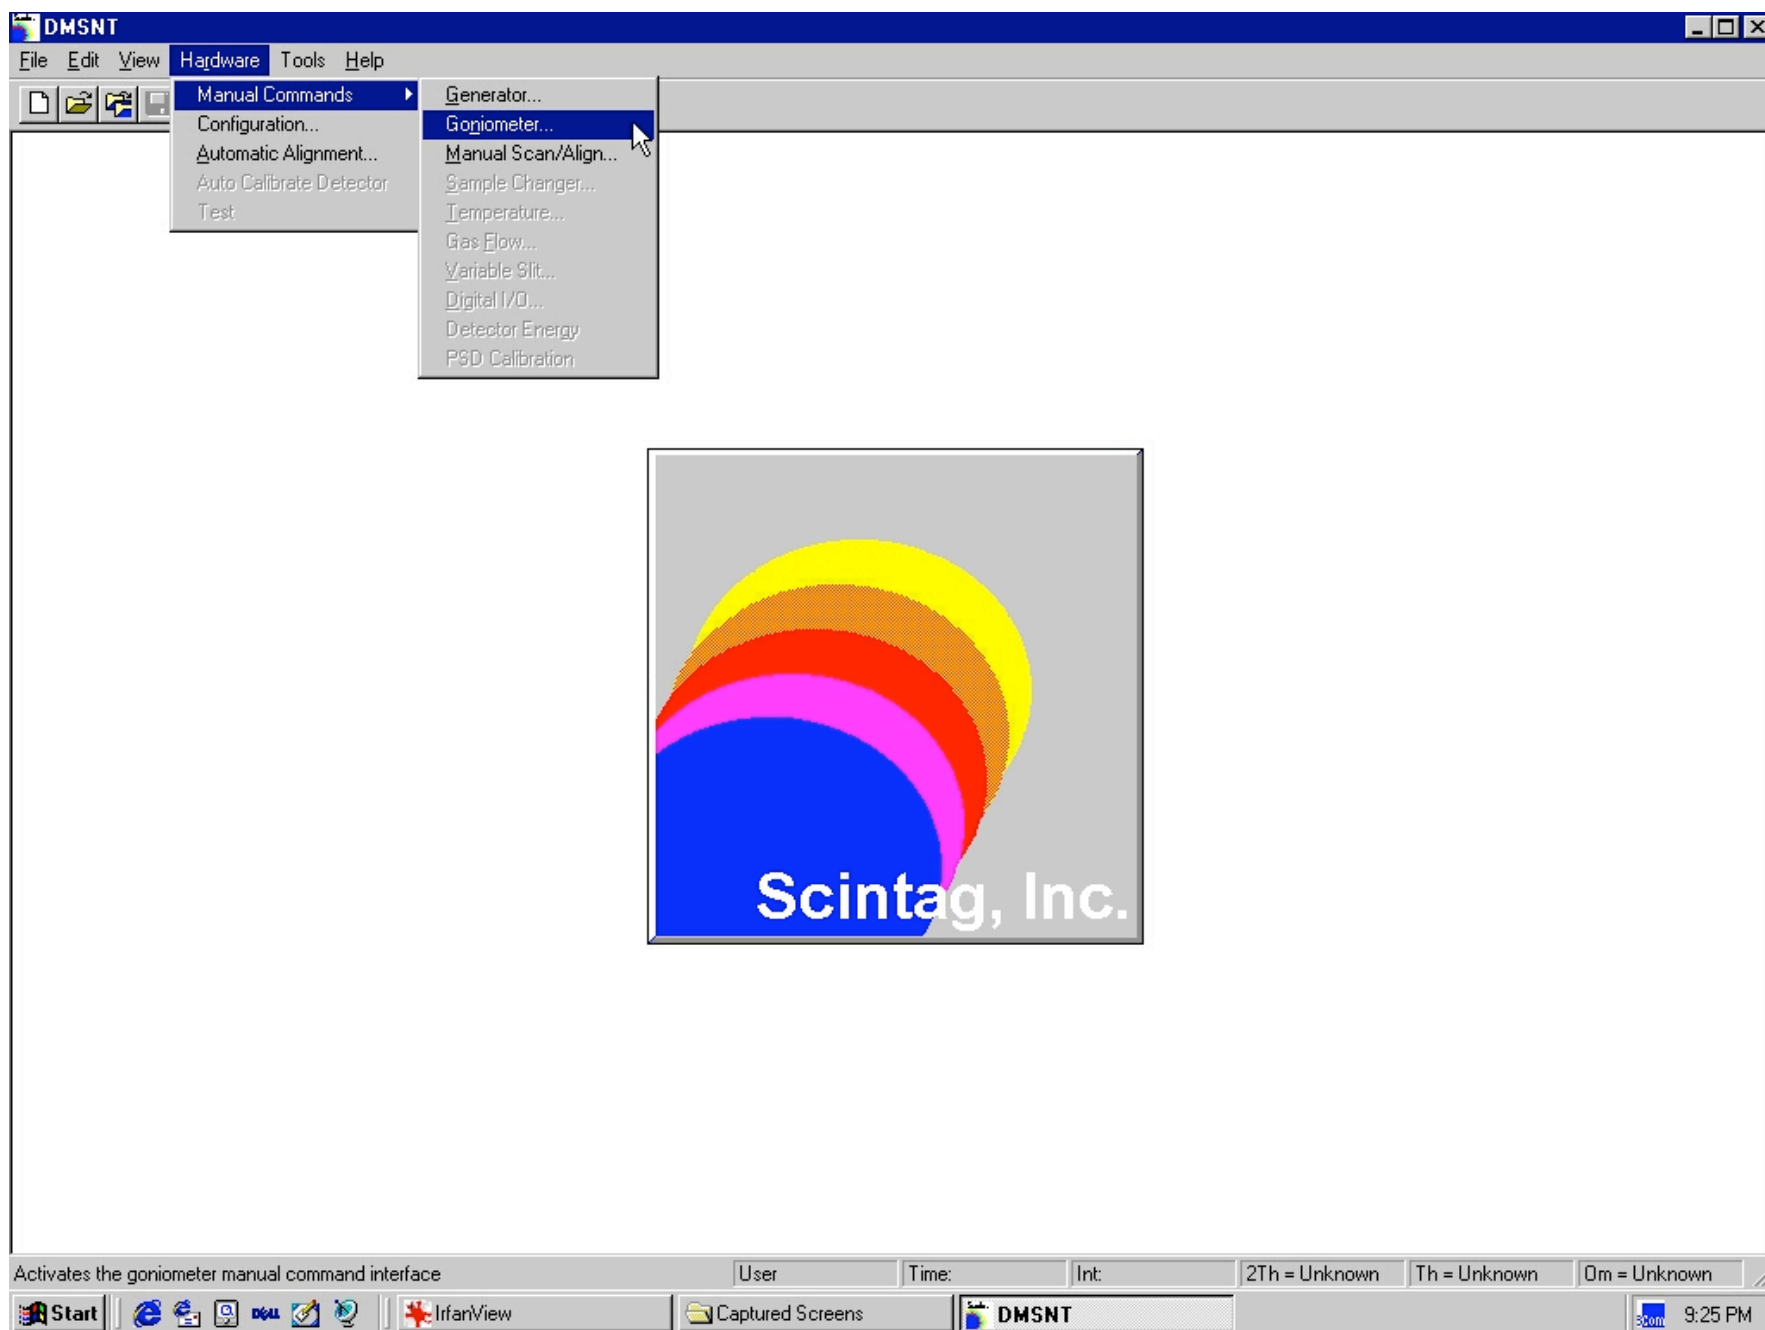 DMSNT
File Edit View Hardware Tools Help
Manual Commands
Configuration...
Automatic Alignment...
Auto Calibrate Detector
Test
Generator...
Goniometer...
Manual Scan/Align...
Sample Changer...
Temperature...
Gas Flow...
Variable Slit...
Digital I/O...
Detector Energy
PSD Calibration
Scintag, Inc.
Activates the goniometer manual command interface User Time: Int: 2Th = Unknown Th = Unknown Om = Unknown
Start DELL IrfanView Captured Screens DMSNT 3Com 9:25 PM